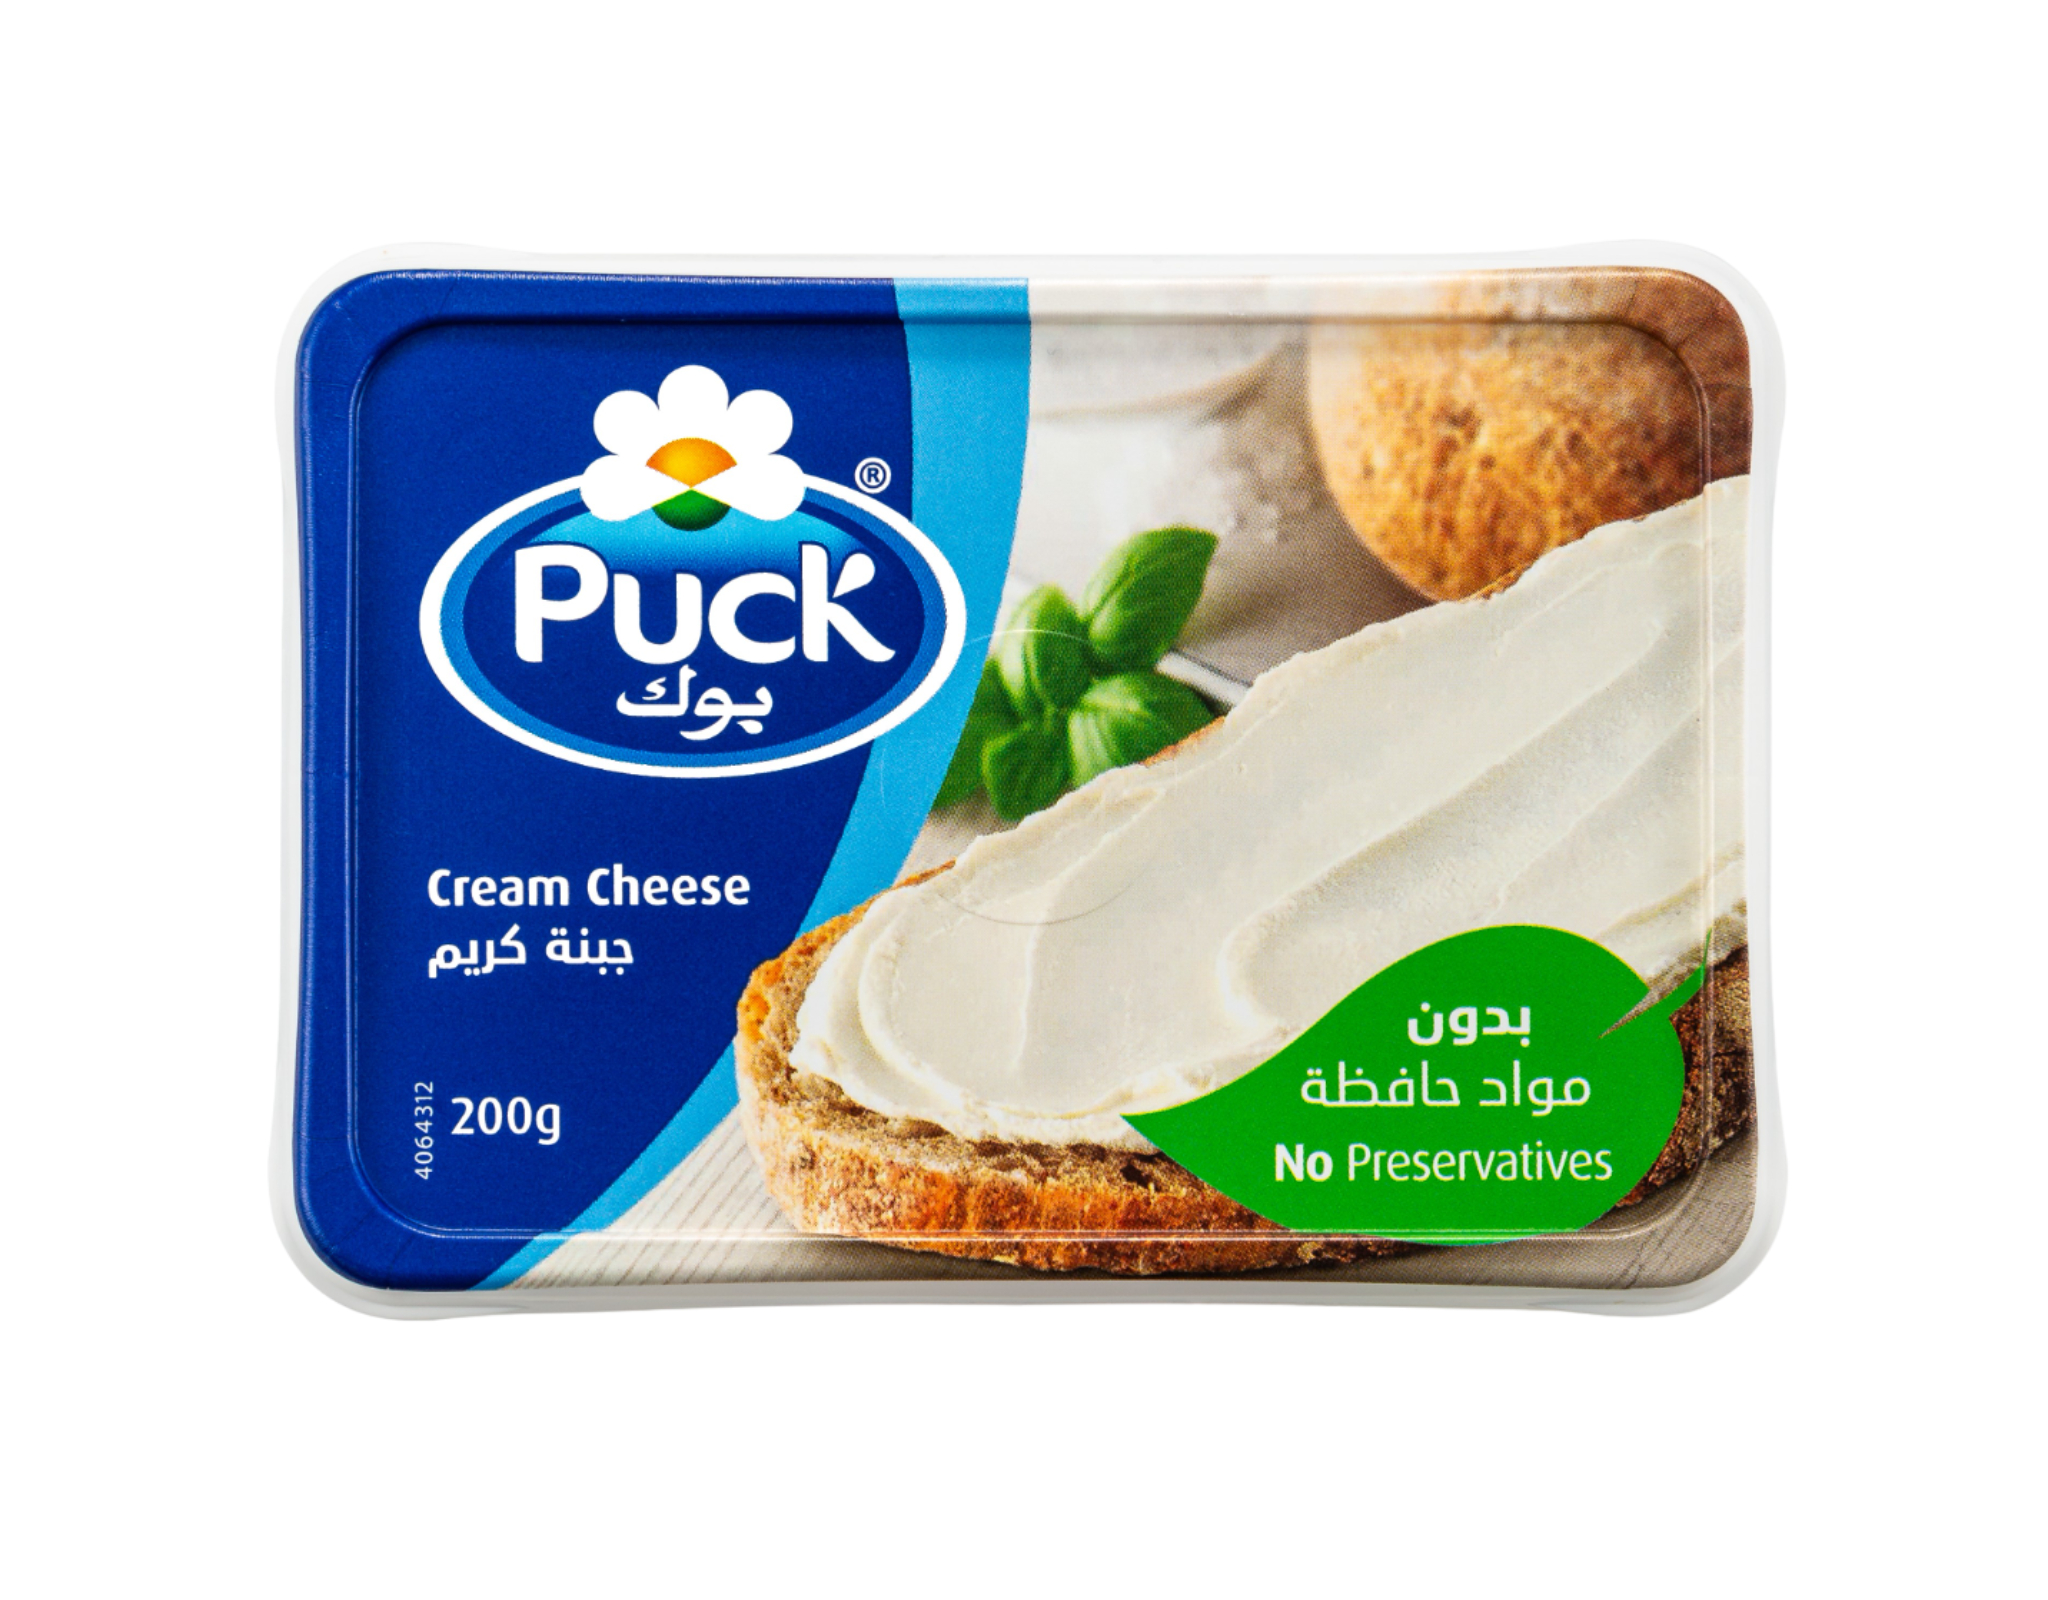 ®
Puck
بوك
Cream Cheese
جبنة كريم
4064312
200g
بدون
مواد حافظة
No Preservatives